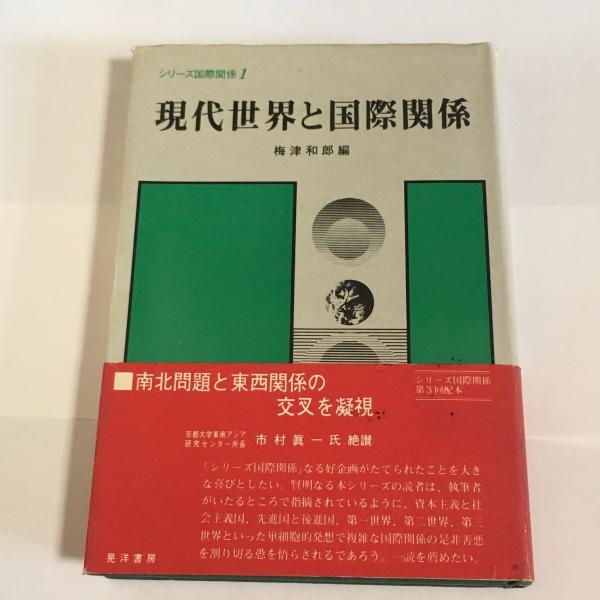 シリーズ国際関係1
現代世界と国際関係
梅津和郎編
■南北問題と東西関係の
交叉を凝視
シリーズ国際関係
第3回配本
京都大学東南アジア
研究センター所長
市村眞一氏 絶讃
「シリーズ国際関係」なる好企画がたてられたことを大き
な喜びとしたい。賢明なる本シリーズの読者は、執筆者
がいたるところで指摘されているように、資本主義と社
会主義国、先進国と後進国、第一世界、第二世界、第三
世界といった単細胞的発想で複雑な国際関係の是非善悪
を割り切る愚を悟らされるであろう。一読を薦めたい。
晃洋書房